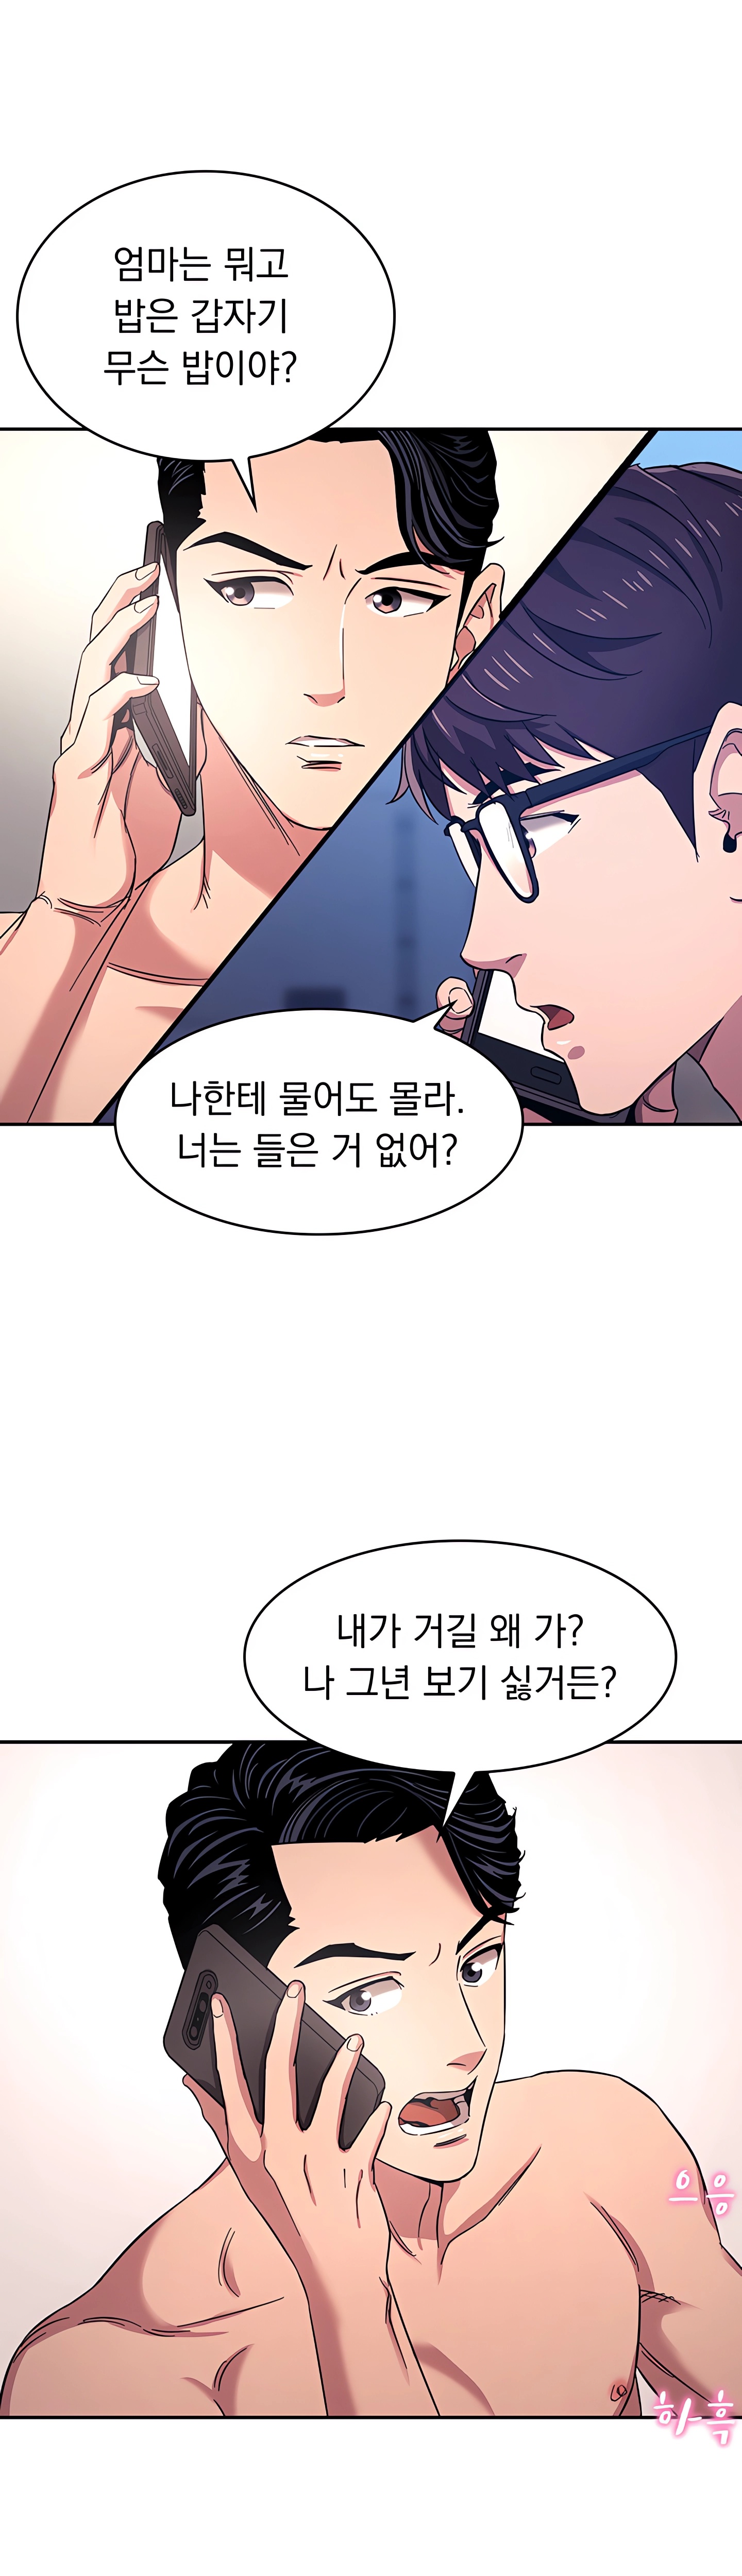 엄마는 뭐고
밥은 갑자기
무슨 밥이야?
나한테 물어도 몰라.
너는 들은 거 없어?
내가 거길 왜 가?
나 그년 보기 싫거든?
으응
하흑